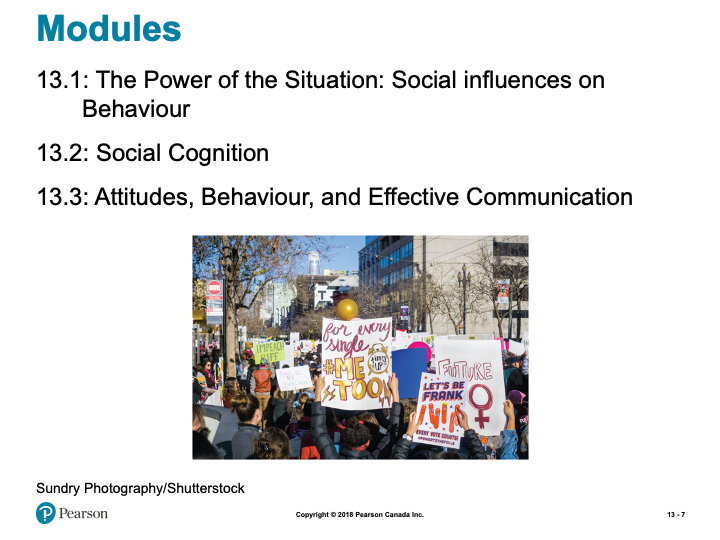 Modules
13.1: The Power of the Situation: Social influences on
Behaviour
13.2: Social Cognition
13.3: Attitudes, Behaviour, and Effective Communication
IMPEACH
for every
single
#ME
TOO
TIME'S
UP
FUTURE
LET'S BE
FRANK
EVERY VOTE COUNTS!
Sundry Photography/Shutterstock
P Pearson
Copyright © 2018 Pearson Canada Inc.
13 - 7